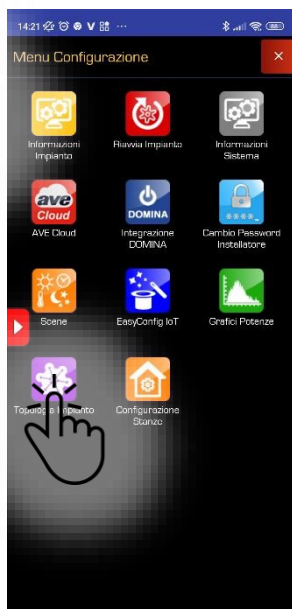 14:21
Menu Configurazione
×
Informazioni
Impianto
Riavvia Impianto
Informazioni
Sistema
ave
Cloud
DOMINA
****_
AVE Cloud
Integrazione
DOMINA
Cambio Password
Installatore
Scene
EasyConfig IoT
Grafici Potenze
Topologia Impianto
Configurazione
Stanze